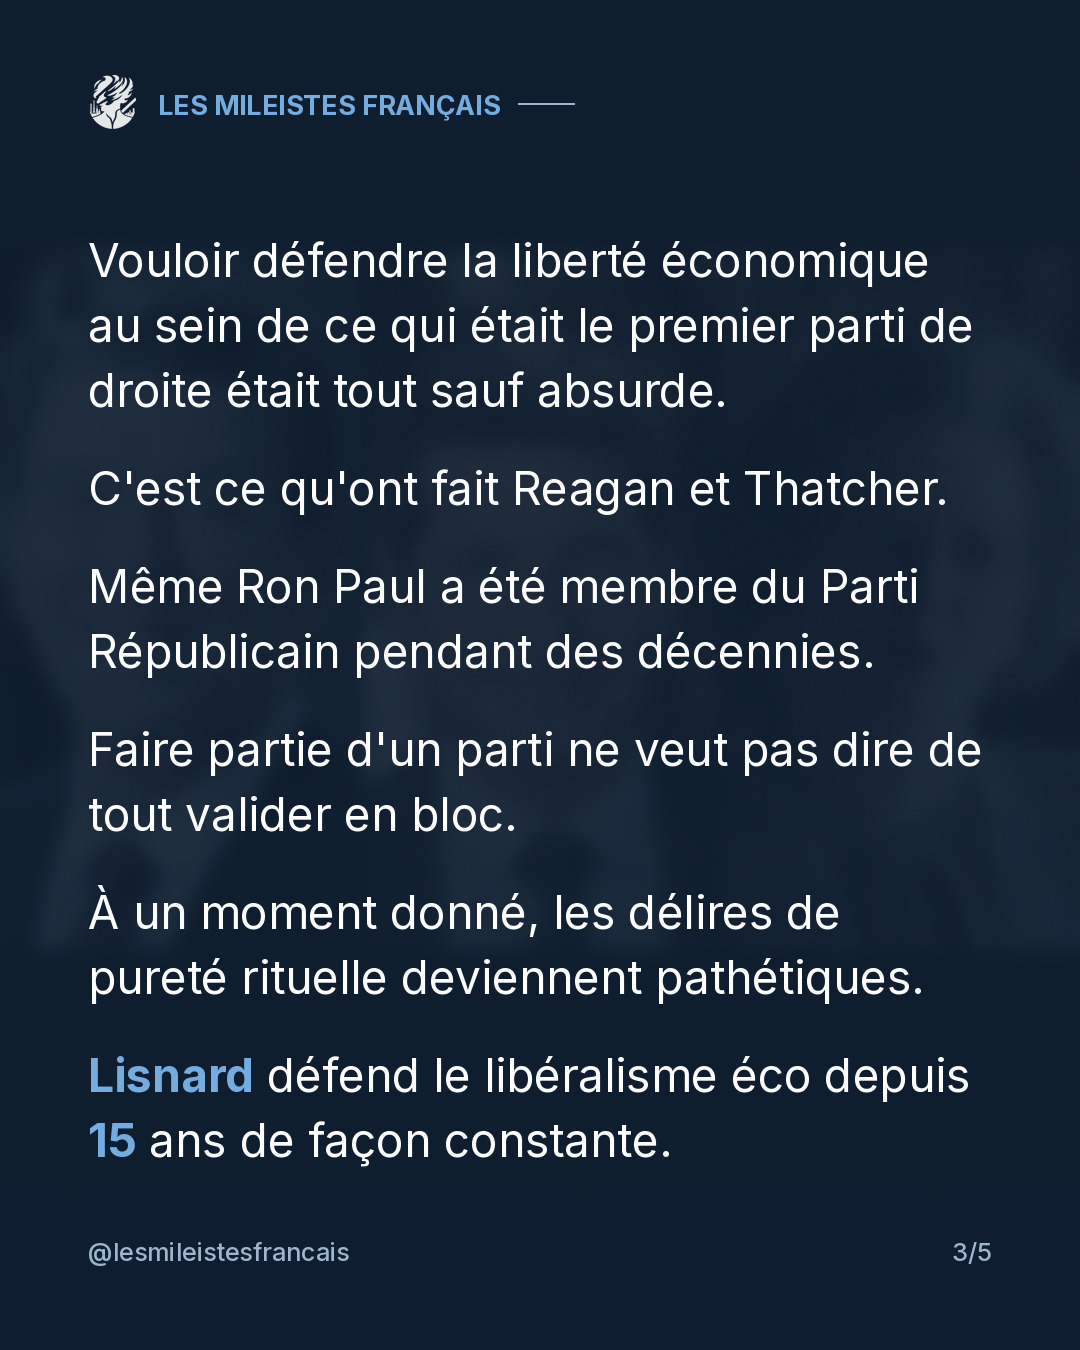 LES MILEISTES FRANÇAIS
Vouloir défendre la liberté économique
au sein de ce qui était le premier parti de
droite était tout sauf absurde.
C'est ce qu'ont fait Reagan et Thatcher.
Même Ron Paul a été membre du Parti
Républicain pendant des décennies.
Faire partie d'un parti ne veut pas dire de
tout valider en bloc.
À un moment donné, les délires de
pureté rituelle deviennent pathétiques.
Lisnard défend le libéralisme éco depuis
15 ans de façon constante.
@lesmileistesfrancais
3/5